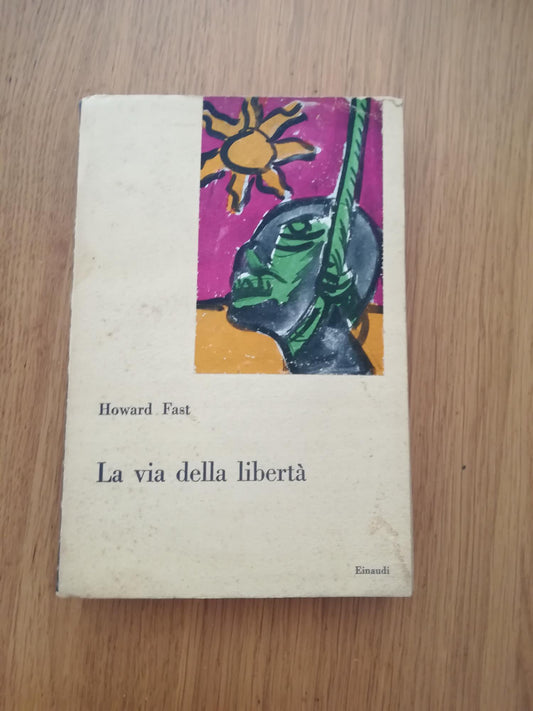 Howard Fast
La via della libertà
Einaudi